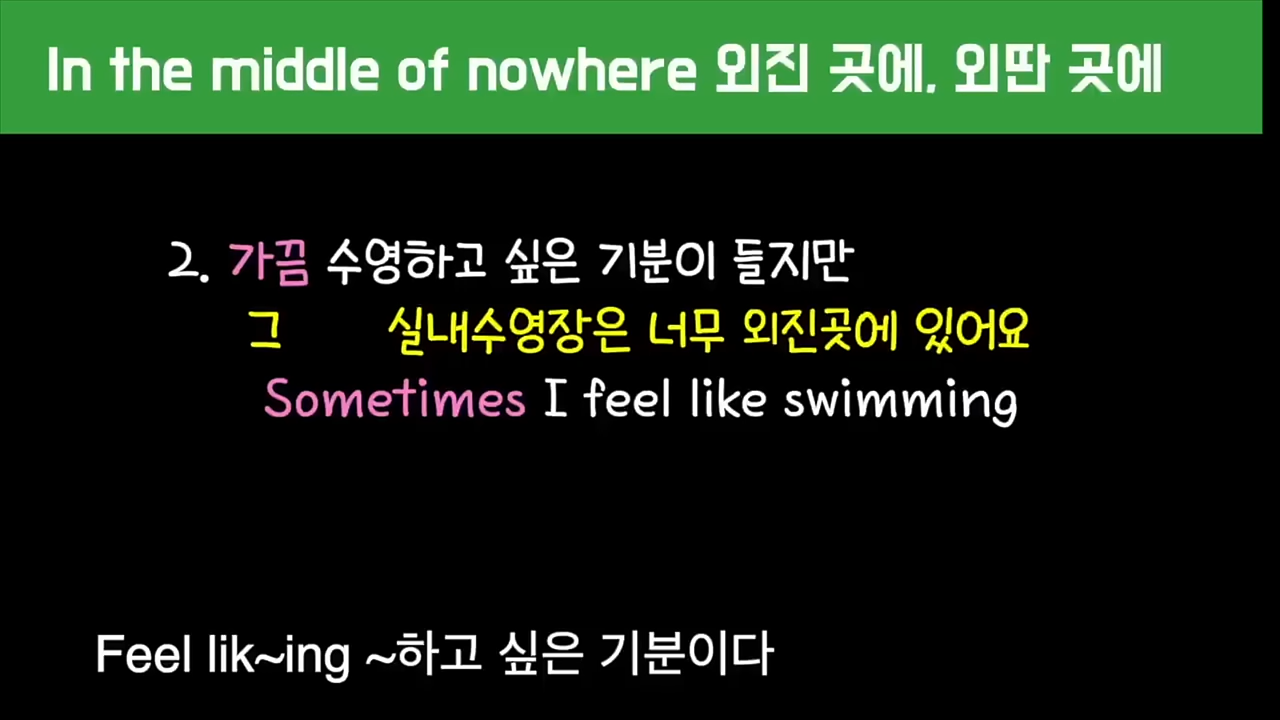 In the middle of nowhere 외진 곳에, 외딴 곳에
2. 가끔 수영하고 싶은 기분이 들지만
그 실내수영장은 너무 외진곳에 있어요
Sometimes I feel like swimming
Feel lik~ing ~하고 싶은 기분이다